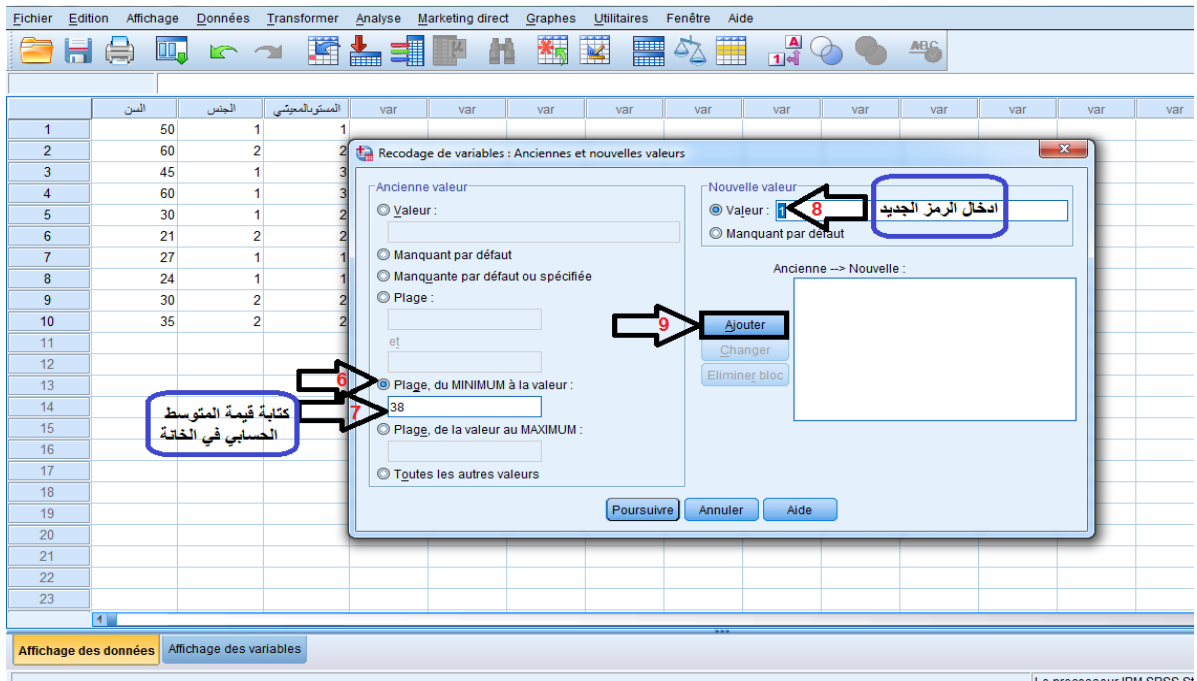 Fichier Edition Affichage Données Transformer Analyse Marketing direct Graphes Utilitaires Fenêtre Aide
السن الجنس المستوىالمعيشي var var var var var var var var var var var
1 50 1 1
2 60 2 2
3 45 1 3
4 60 1 3
5 30 1 2
6 21 2 2
7 27 1 1
8 24 1 1
9 30 2 2
10 35 2 2
11
12
13
14
15
16
17
18
19
20
21
22
23
Recodage de variables : Anciennes et nouvelles valeurs
Ancienne valeur
Valeur :
Manquant par défaut
Manquante par défaut ou spécifiée
Plage :
et
6
Plage, du MINIMUM à la valeur :
7
38
كتابة قيمة المتوسط
الحسابي في الخانة
Plage, de la valeur au MAXIMUM :
Toutes les autres valeurs
Nouvelle valeur
Valeur : 1
8
ادخال الرمز الجديد
Manquant par défaut
Ancienne --> Nouvelle :
9
Ajouter
Changer
Eliminer bloc
Poursuivre Annuler Aide
Affichage des données Affichage des variables